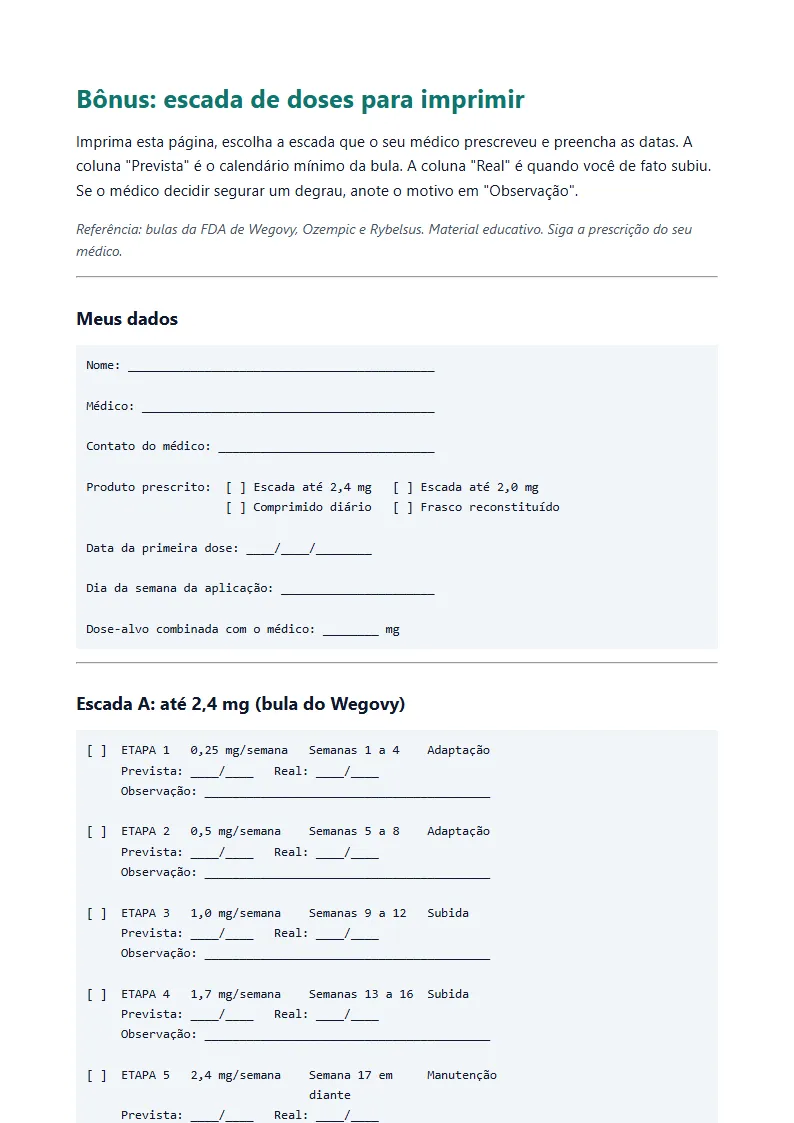 Bônus: escada de doses para imprimir
Imprima esta página, escolha a escada que o seu médico prescreveu e preencha as datas. A
coluna "Prevista" é o calendário mínimo da bula. A coluna "Real" é quando você de fato subiu.
Se o médico decidir segurar um degrau, anote o motivo em "Observação".
Referência: bulas da FDA de Wegovy, Ozempic e Rybelsus. Material educativo. Siga a prescrição do seu
médico.
Meus dados
Nome: ____________________________________________
Médico: __________________________________________
Contato do médico: _______________________________
Produto prescrito:  [ ] Escada até 2,4 mg   [ ] Escada até 2,0 mg
[ ] Comprimido diário   [ ] Frasco reconstituído
Data da primeira dose: ____/____/________
Dia da semana da aplicação: ______________________
Dose-alvo combinada com o médico: ________ mg
Escada A: até 2,4 mg (bula do Wegovy)
[ ]  ETAPA 1   0,25 mg/semana   Semanas 1 a 4    Adaptação
Prevista: ____/____   Real: ____/____
Observação: _________________________________________
[ ]  ETAPA 2   0,5 mg/semana    Semanas 5 a 8    Adaptação
Prevista: ____/____   Real: ____/____
Observação: _________________________________________
[ ]  ETAPA 3   1,0 mg/semana    Semanas 9 a 12   Subida
Prevista: ____/____   Real: ____/____
Observação: _________________________________________
[ ]  ETAPA 4   1,7 mg/semana    Semanas 13 a 16  Subida
Prevista: ____/____   Real: ____/____
Observação: _________________________________________
[ ]  ETAPA 5   2,4 mg/semana    Semana 17 em     Manutenção
diante
Prevista: ____/____   Real: ____/____